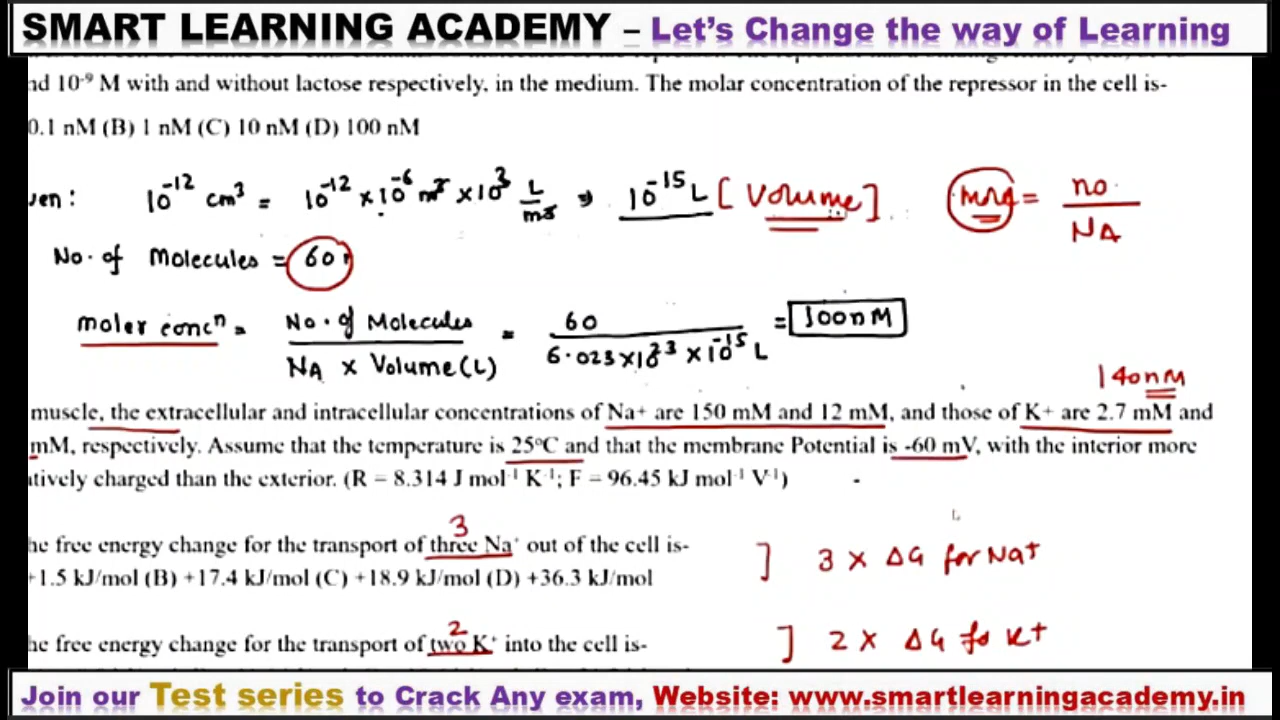 SMART LEARNING ACADEMY – Let's Change the way of Learning
nd 10⁻⁹ M with and without lactose respectively, in the medium. The molar concentration of the repressor in the cell is-
0.1 nM (B) 1 nM (C) 10 nM (D) 100 nM
ven: 10⁻¹² cm³ = 10⁻¹² × 10⁻⁶ m³ × 10³ L/m³ ⇒ 10⁻¹⁵ L [Volume] = no./NA
No. of Molecules = 60
moler concⁿ = No. of Molecules / NA × Volume (L) = 60 / 6.023×10²³ × 10⁻¹⁵ L = 100nM
140nM
muscle, the extracellular and intracellular concentrations of Na+ are 150 mM and 12 mM, and those of K+ are 2.7 mM and
mM, respectively. Assume that the temperature is 25°C and that the membrane Potential is -60 mV, with the interior more
tively charged than the exterior. (R = 8.314 J mol⁻¹ K⁻¹; F = 96.45 kJ mol⁻¹ V⁻¹)
3
he free energy change for the transport of three Na⁺ out of the cell is- ] 3 × ΔG for Na+
+1.5 kJ/mol (B) +17.4 kJ/mol (C) +18.9 kJ/mol (D) +36.3 kJ/mol
2
he free energy change for the transport of two K⁺ into the cell is- ] 2 × ΔG fo K+
Join our Test series to Crack Any exam, Website: www.smartlearningacademy.in